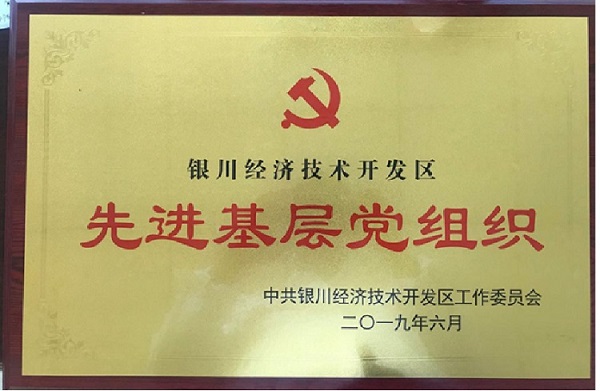 银川经济技术开发区
先进基层党组织
中共银川经济技术开发区工作委员会
二〇一九年六月